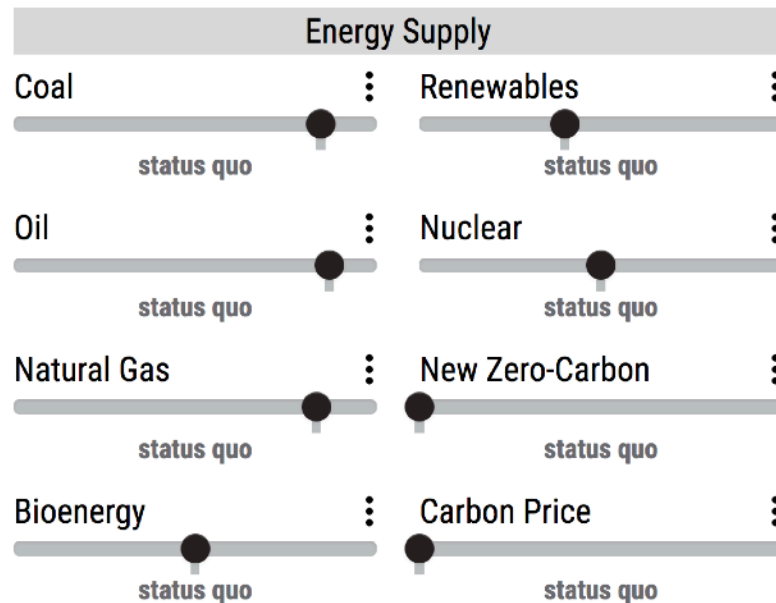 Energy Supply
Coal
Renewables
status quo
status quo
Oil
Nuclear
status quo
status quo
Natural Gas
New Zero-Carbon
status quo
status quo
Bioenergy
Carbon Price
status quo
status quo